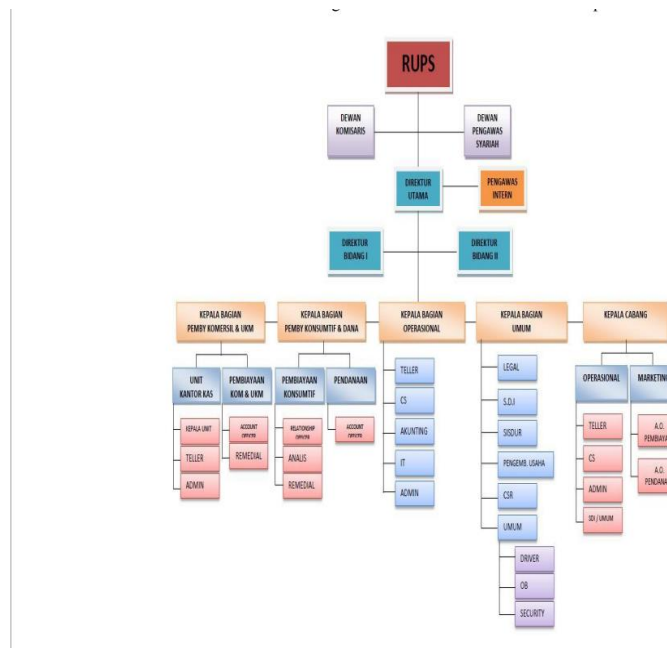 RUPS
DEWAN
KOMISARIS
DEWAN
PENGAWAS
SYARIAH
DIREKTUR
UTAMA
PENGAWAS
INTERN
DIREKTUR
BIDANG I
DIREKTUR
BIDANG II
KEPALA BAGIAN
PEMBY KOMERSIL & UKM
KEPALA BAGIAN
PEMBY KONSUMTIF & DANA
KEPALA BAGIAN
OPERASIONAL
KEPALA BAGIAN
UMUM
KEPALA CABANG
UNIT
KANTOR KAS
PEMBIAYAAN
KOM & UKM
PEMBIAYAAN
KONSUMTIF
PENDANAAN
OPERASIONAL
MARKETING
KEPALA UNIT
TELLER
ADMIN
ACCOUNT
REMEDIAL
RELATIONSHIP
ANALIS
REMEDIAL
ACCOUNT
TELLER
CS
AKUNTING
IT
ADMIN
LEGAL
S.D.I
SISDUR
PENGEMB. USAHA
CSR
UMUM
DRIVER
OB
SECURITY
TELLER
CS
ADMIN
SDI / UMUM
A.O.
PEMBIAYA
A.O.
PENDANA